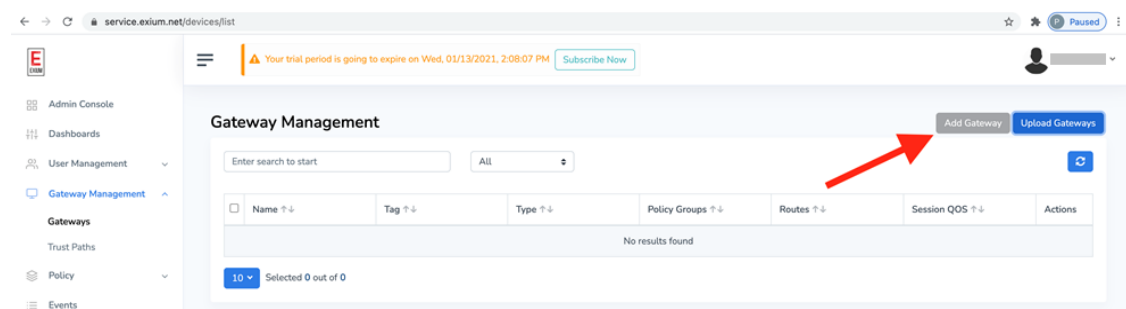 service.exium.net/devices/list
Paused
E
EXIUM
Your trial period is going to expire on Wed, 01/13/2021, 2:08:07 PM Subscribe Now
Admin Console
Dashboards
User Management
Gateway Management
Gateways
Trust Paths
Policy
Events
Gateway Management
Add Gateway Upload Gateways
Enter search to start All
Name Tag Type Policy Groups Routes Session QOS Actions
No results found
10 Selected 0 out of 0